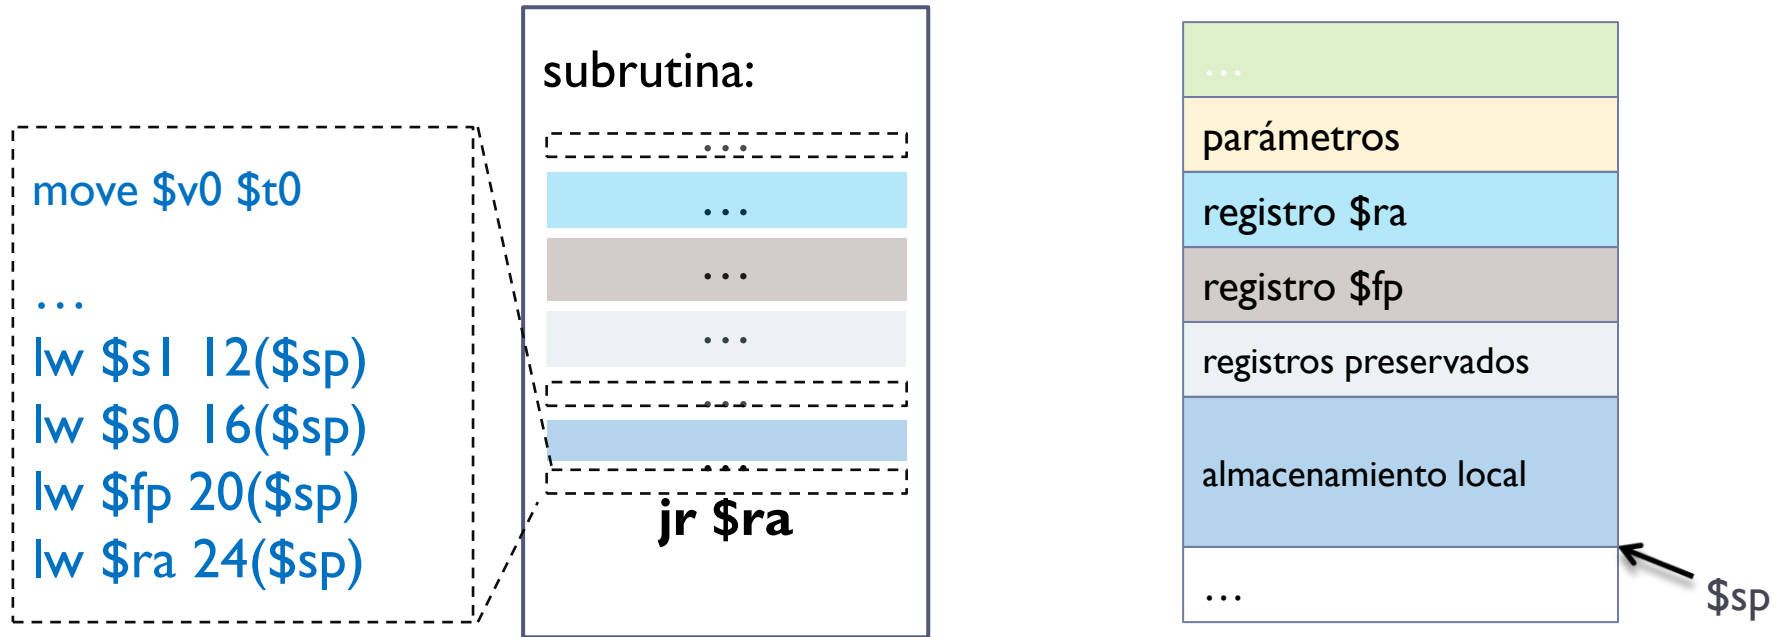 move $v0 $t0
…
lw $s1 12($sp)
lw $s0 16($sp)
lw $fp 20($sp)
lw $ra 24($sp)
subrutina:
…
…
…
…
…
…
jr $ra
…
parámetros
registro $ra
registro $fp
registros preservados
almacenamiento local
…
$sp